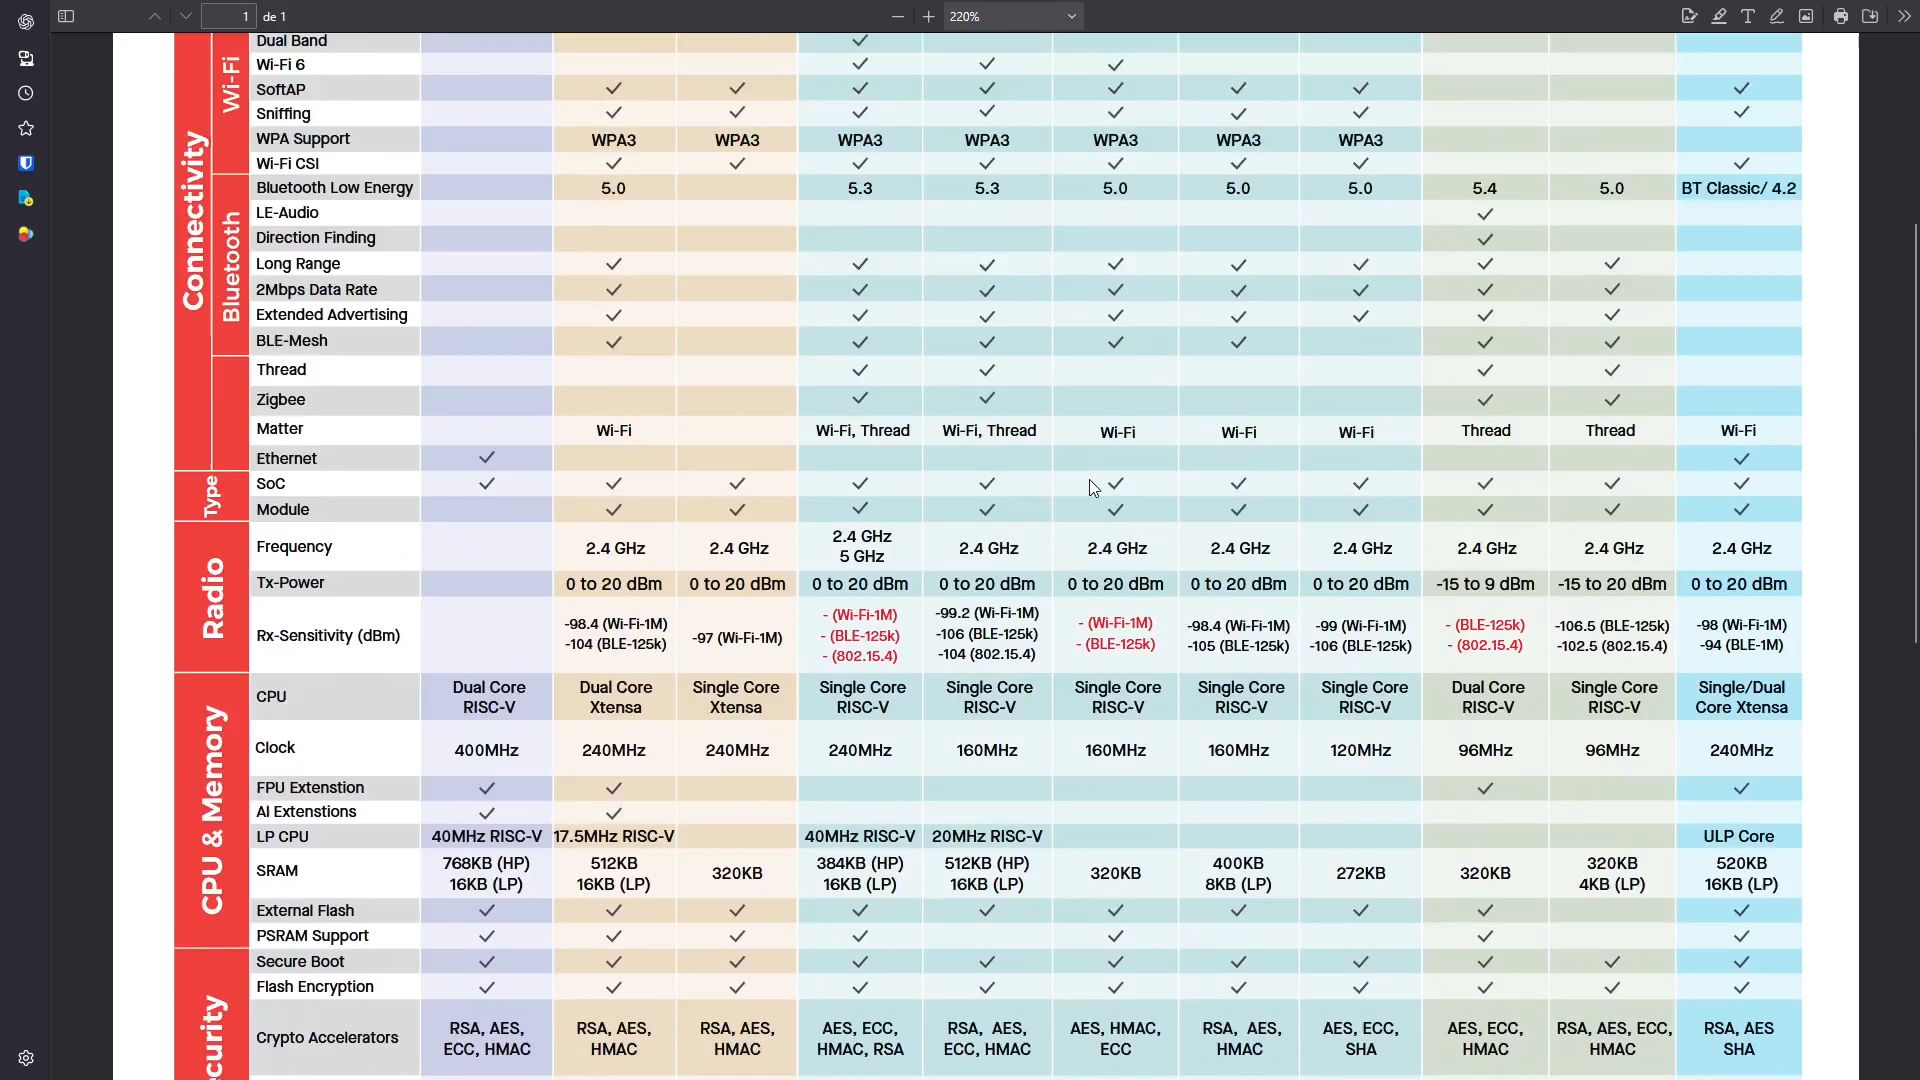 1 de 1 220%
Connectivity
Wi-Fi
Bluetooth
Type
Radio
CPU & Memory
curity
Dual Band
Wi-Fi 6
SoftAP
Sniffing
WPA Support WPA3 WPA3 WPA3 WPA3 WPA3 WPA3 WPA3
Wi-Fi CSI
Bluetooth Low Energy 5.0 5.3 5.3 5.0 5.0 5.0 5.4 5.0 BT Classic/ 4.2
LE-Audio
Direction Finding
Long Range
2Mbps Data Rate
Extended Advertising
BLE-Mesh
Thread
Zigbee
Matter Wi-Fi Wi-Fi, Thread Wi-Fi, Thread Wi-Fi Wi-Fi Wi-Fi Thread Thread Wi-Fi
Ethernet
SoC
Module
2.4 GHz
Frequency 2.4 GHz 2.4 GHz 5 GHz 2.4 GHz 2.4 GHz 2.4 GHz 2.4 GHz 2.4 GHz 2.4 GHz 2.4 GHz
Tx-Power 0 to 20 dBm 0 to 20 dBm 0 to 20 dBm 0 to 20 dBm 0 to 20 dBm 0 to 20 dBm 0 to 20 dBm -15 to 9 dBm -15 to 20 dBm 0 to 20 dBm
- (Wi-Fi-1M) -99.2 (Wi-Fi-1M)
-98.4 (Wi-Fi-1M) - (BLE-125k) -106 (BLE-125k) - (Wi-Fi-1M) -98.4 (Wi-Fi-1M) -99 (Wi-Fi-1M) - (BLE-125k) -106.5 (BLE-125k) -98 (Wi-Fi-1M)
Rx-Sensitivity (dBm) -104 (BLE-125k) -97 (Wi-Fi-1M) - (802.15.4) -104 (802.15.4) - (BLE-125k) -105 (BLE-125k) -106 (BLE-125k) - (802.15.4) -102.5 (802.15.4) -94 (BLE-1M)
CPU Dual Core Dual Core Single Core Single Core Single Core Single Core Single Core Single Core Dual Core Single Core Single/Dual
RISC-V Xtensa Xtensa RISC-V RISC-V RISC-V RISC-V RISC-V RISC-V RISC-V Core Xtensa
Clock 400MHz 240MHz 240MHz 240MHz 160MHz 160MHz 160MHz 120MHz 96MHz 96MHz 240MHz
FPU Extenstion
AI Extenstions
LP CPU 40MHz RISC-V 17.5MHz RISC-V 40MHz RISC-V 20MHz RISC-V ULP Core
SRAM 768KB (HP) 512KB 320KB 384KB (HP) 512KB (HP) 320KB 400KB 272KB 320KB 320KB 520KB
16KB (LP) 16KB (LP) 16KB (LP) 16KB (LP) 8KB (LP) 4KB (LP) 16KB (LP)
External Flash
PSRAM Support
Secure Boot
Flash Encryption
Crypto Accelerators RSA, AES, RSA, AES, RSA, AES, AES, ECC, RSA, AES, AES, HMAC, RSA, AES, AES, ECC, AES, ECC, RSA, AES, ECC, RSA, AES
ECC, HMAC HMAC HMAC HMAC, RSA ECC, HMAC ECC HMAC SHA HMAC HMAC SHA